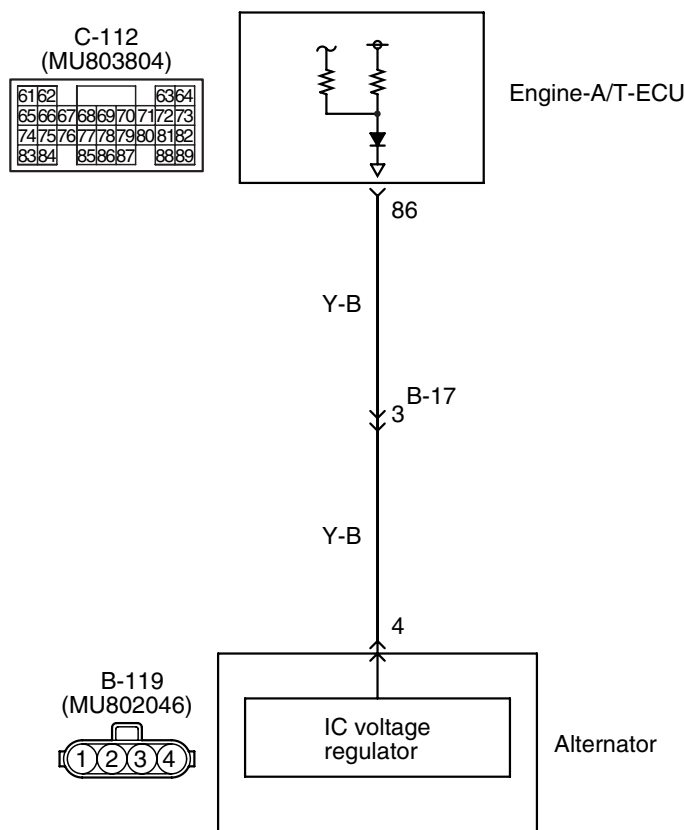 C-112
(MU803804)
61 62 63 64
65 66 67 68 69 70 71 72 73
74 75 76 77 78 79 80 81 82
83 84 85 86 87 88 89
Engine-A/T-ECU
86
Y-B
B-17
3
Y-B
4
B-119
(MU802046)
1 2 3 4
IC voltage
regulator
Alternator